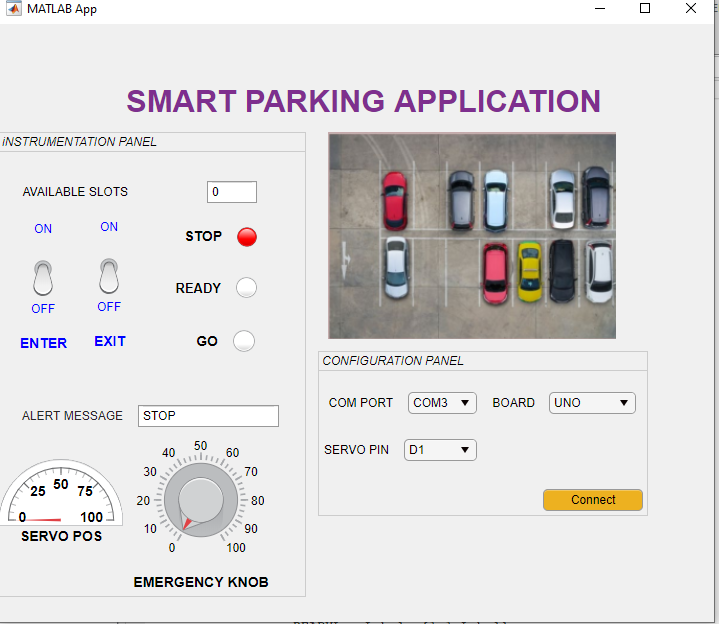 MATLAB App
SMART PARKING APPLICATION
iNSTRUMENTATION PANEL
AVAILABLE SLOTS 0
ON ON
STOP
READY
OFF OFF
ENTER EXIT
GO
ALERT MESSAGE STOP
0 25 50 75 100
SERVO POS
0 10 20 30 40 50 60 70 80 90 100
EMERGENCY KNOB
CONFIGURATION PANEL
COM PORT COM3 BOARD UNO
SERVO PIN D1
Connect